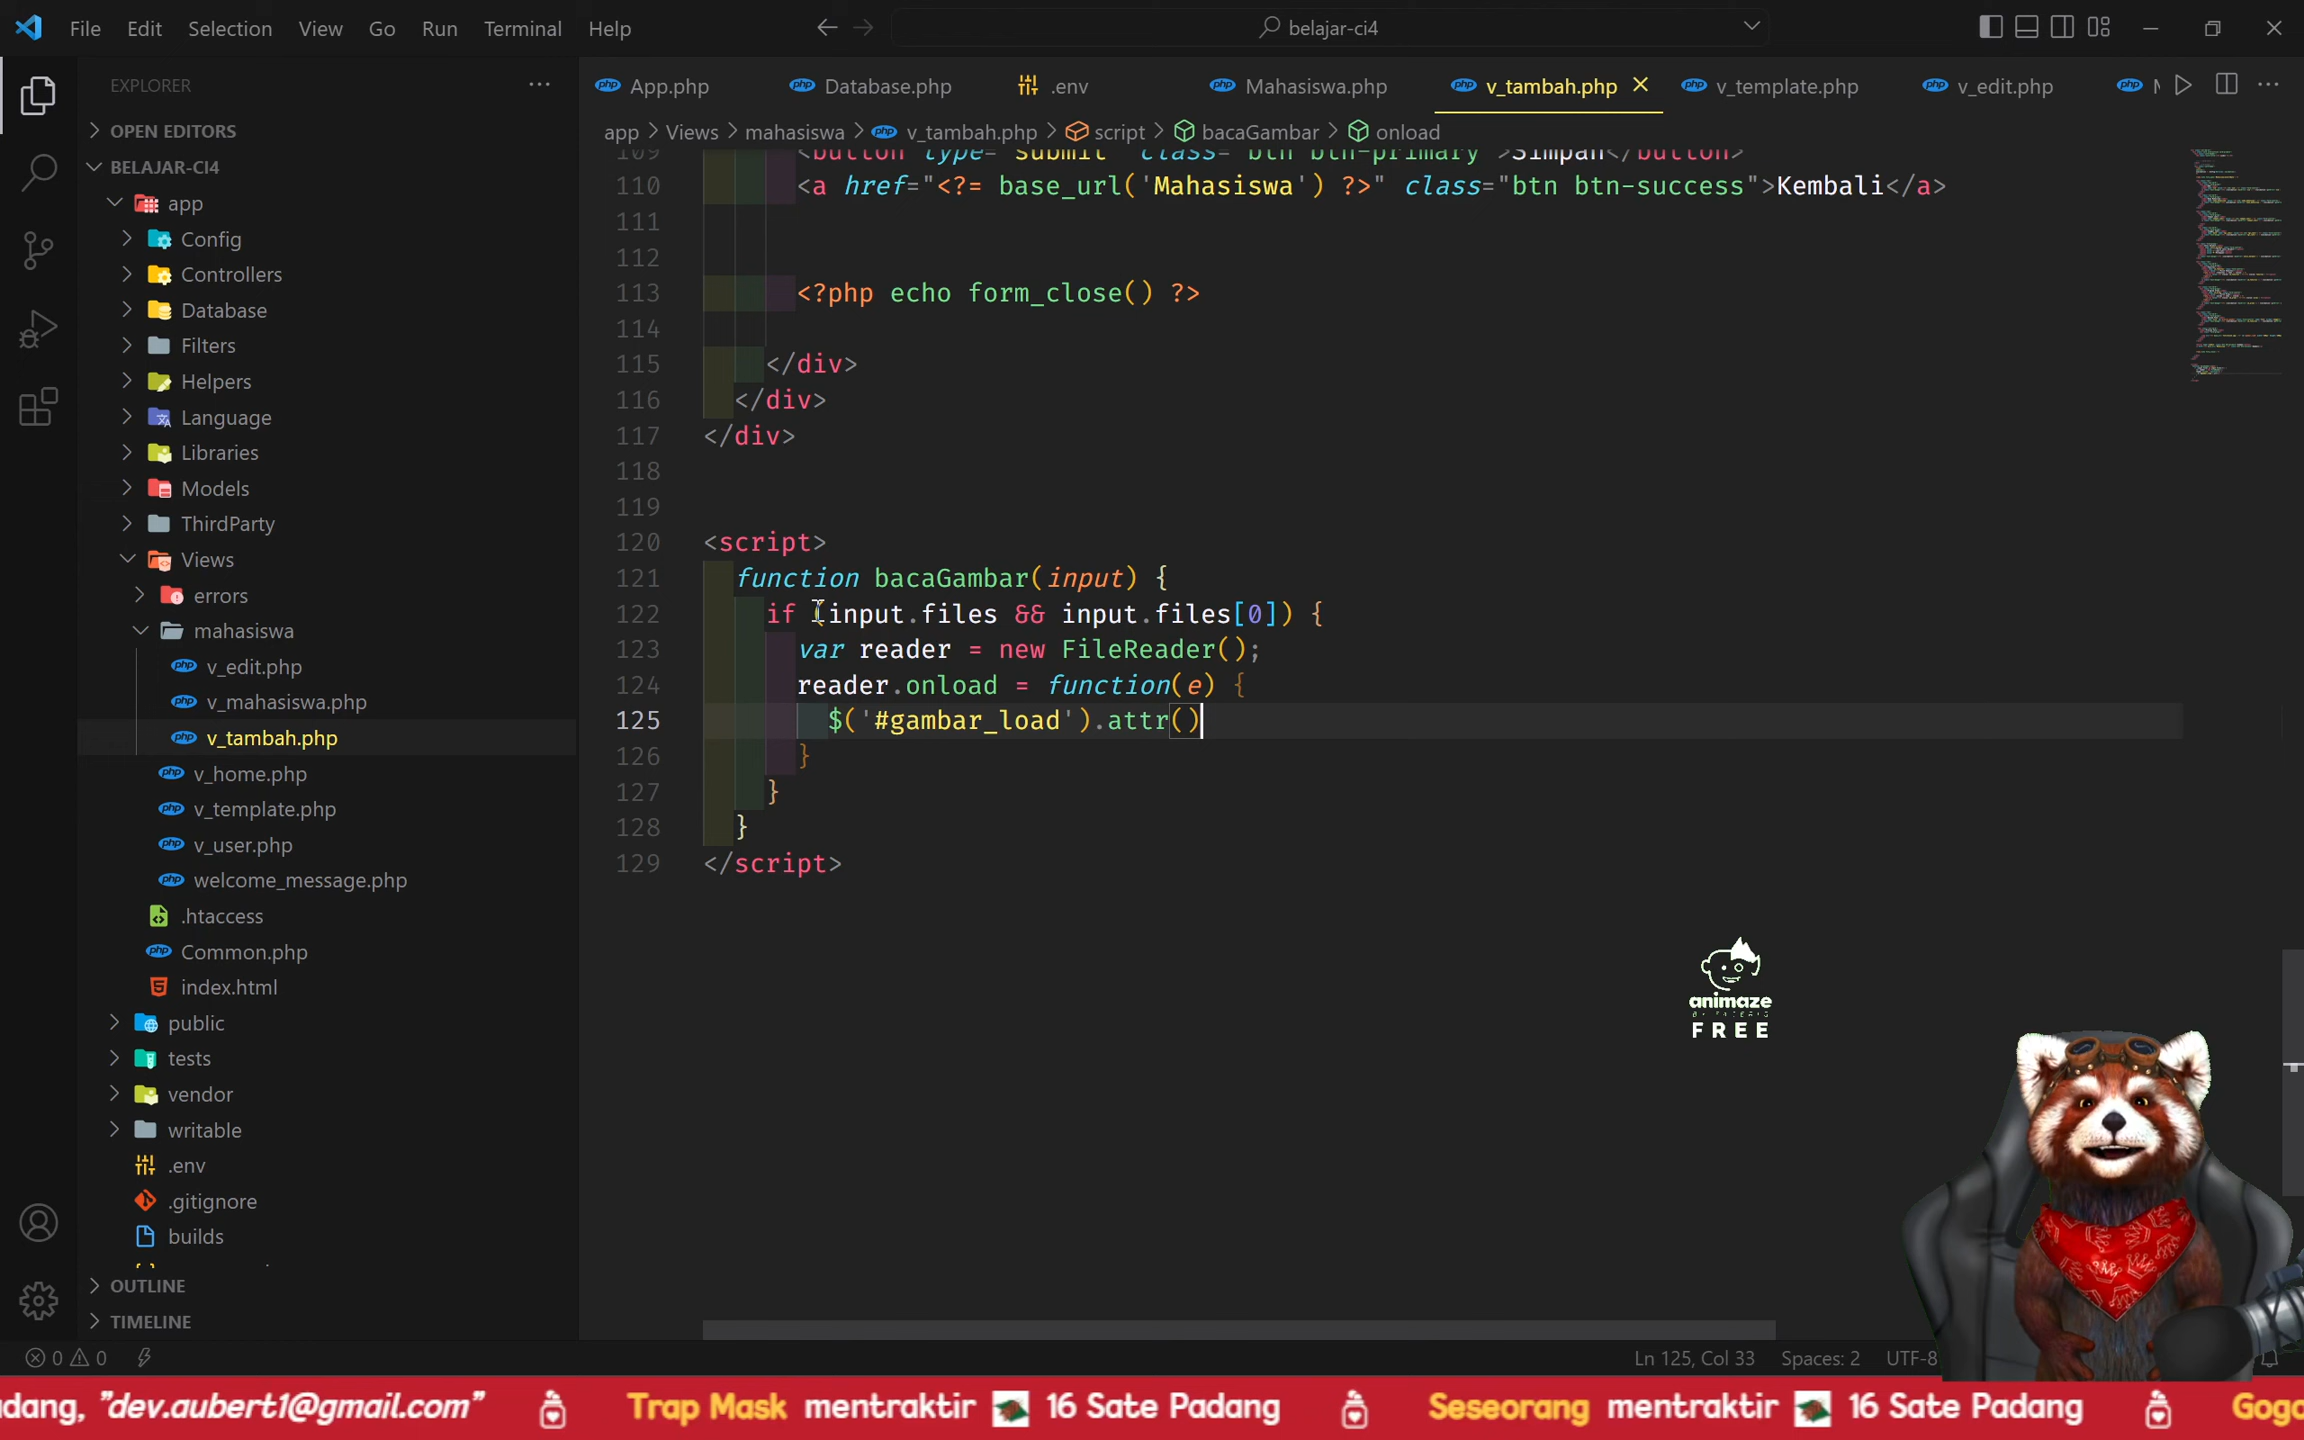 File Edit Selection View Go Run Terminal Help
belajar-ci4
EXPLORER
App.php Database.php .env Mahasiswa.php v_tambah.php v_template.php v_edit.php
app > Views > mahasiswa > v_tambah.php > script > bacaGambar > onload
OPEN EDITORS
BELAJAR-CI4
app
Config
Controllers
Database
Filters
Helpers
Language
Libraries
Models
ThirdParty
Views
errors
mahasiswa
v_edit.php
v_mahasiswa.php
v_tambah.php
v_home.php
v_template.php
v_user.php
welcome_message.php
.htaccess
Common.php
index.html
public
tests
vendor
writable
.env
.gitignore
builds
OUTLINE
TIMELINE
109 <button type="submit" class="btn btn-primary">Simpan</button>
110 <a href="<?= base_url('Mahasiswa') ?>" class="btn btn-success">Kembali</a>
111
112
113 <?php echo form_close() ?>
114
115 </div>
116 </div>
117 </div>
118
119
120 <script>
121 function bacaGambar(input) {
122 if (input.files && input.files[0]) {
123 var reader = new FileReader();
124 reader.onload = function(e) {
125 $('#gambar_load').attr()
126 }
127 }
128 }
129 </script>
animaze
FREE
0 0
Ln 125, Col 33 Spaces: 2 UTF-8
adang, "dev.aubert1@gmail.com" Trap Mask mentraktir 16 Sate Padang Seseorang mentraktir 16 Sate Padang Gogo